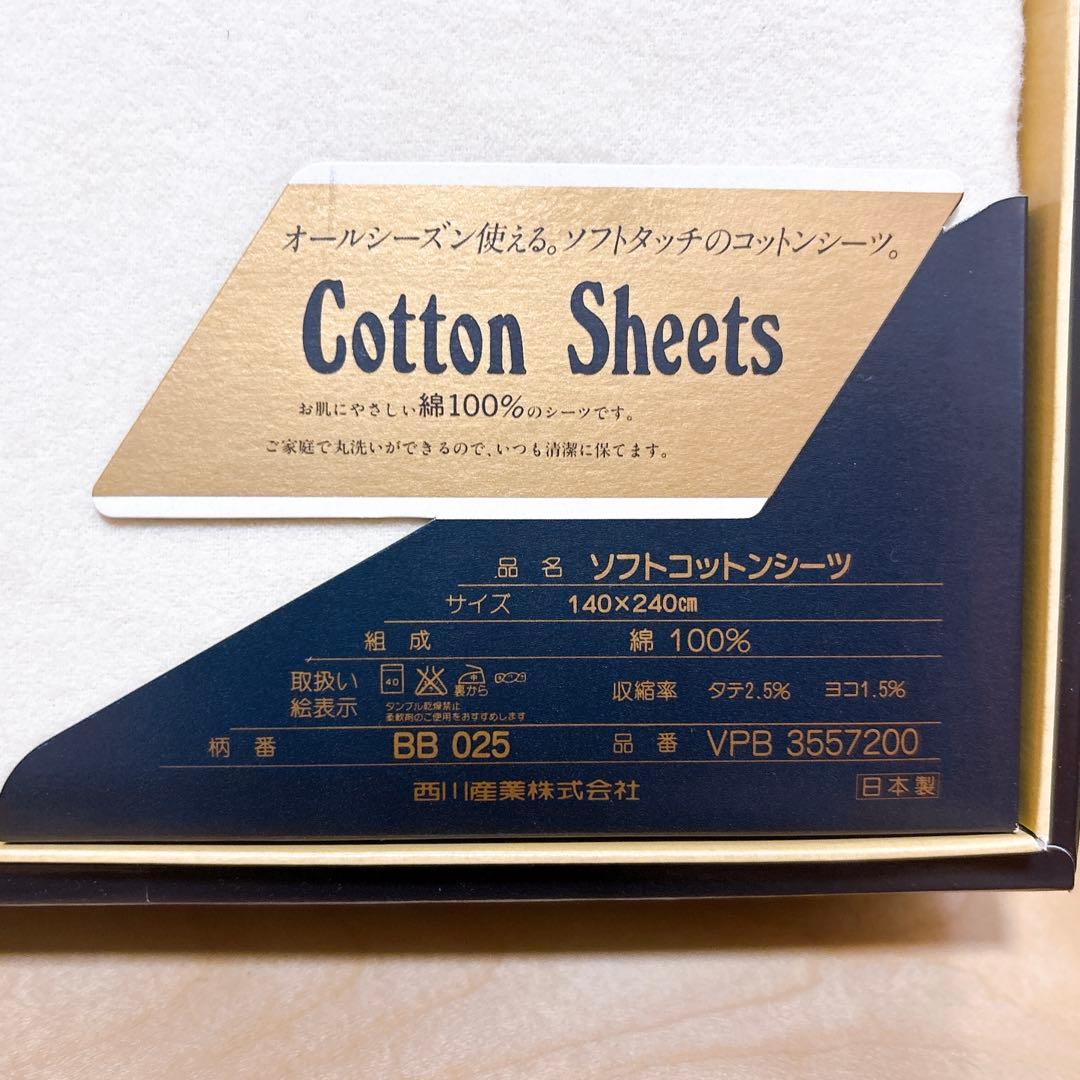 オールシーズン使える。ソフトタッチのコットンシーツ。
Cotton Sheets
お肌にやさしい綿100%のシーツです。
ご家庭で丸洗いができるので、いつも清潔に保てます。
品名 ソフトコットンシーツ
サイズ 140×240cm
組成 綿 100%
取扱い 40 裏から 収縮率 タテ2.5% ヨコ1.5%
絵表示 タンブル乾燥禁止
柔軟剤のご使用をおすすめします
柄番 BB 025 品番 VPB 3557200
西川産業株式会社 日本製